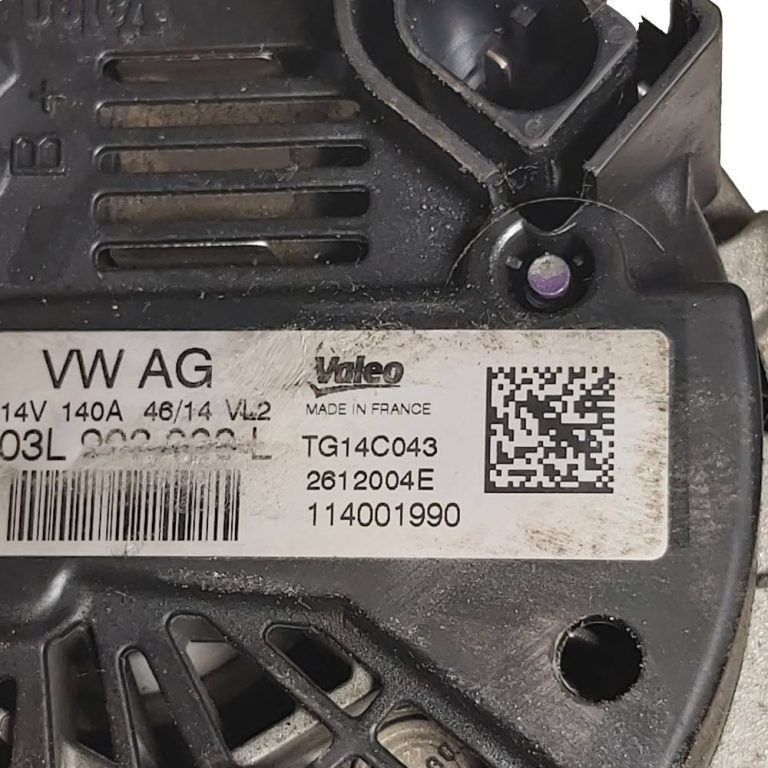 B+
VW AG
14V 140A 46/14 VL2
03L L
Valeo
MADE IN FRANCE
TG14C043
2612004E
114001990